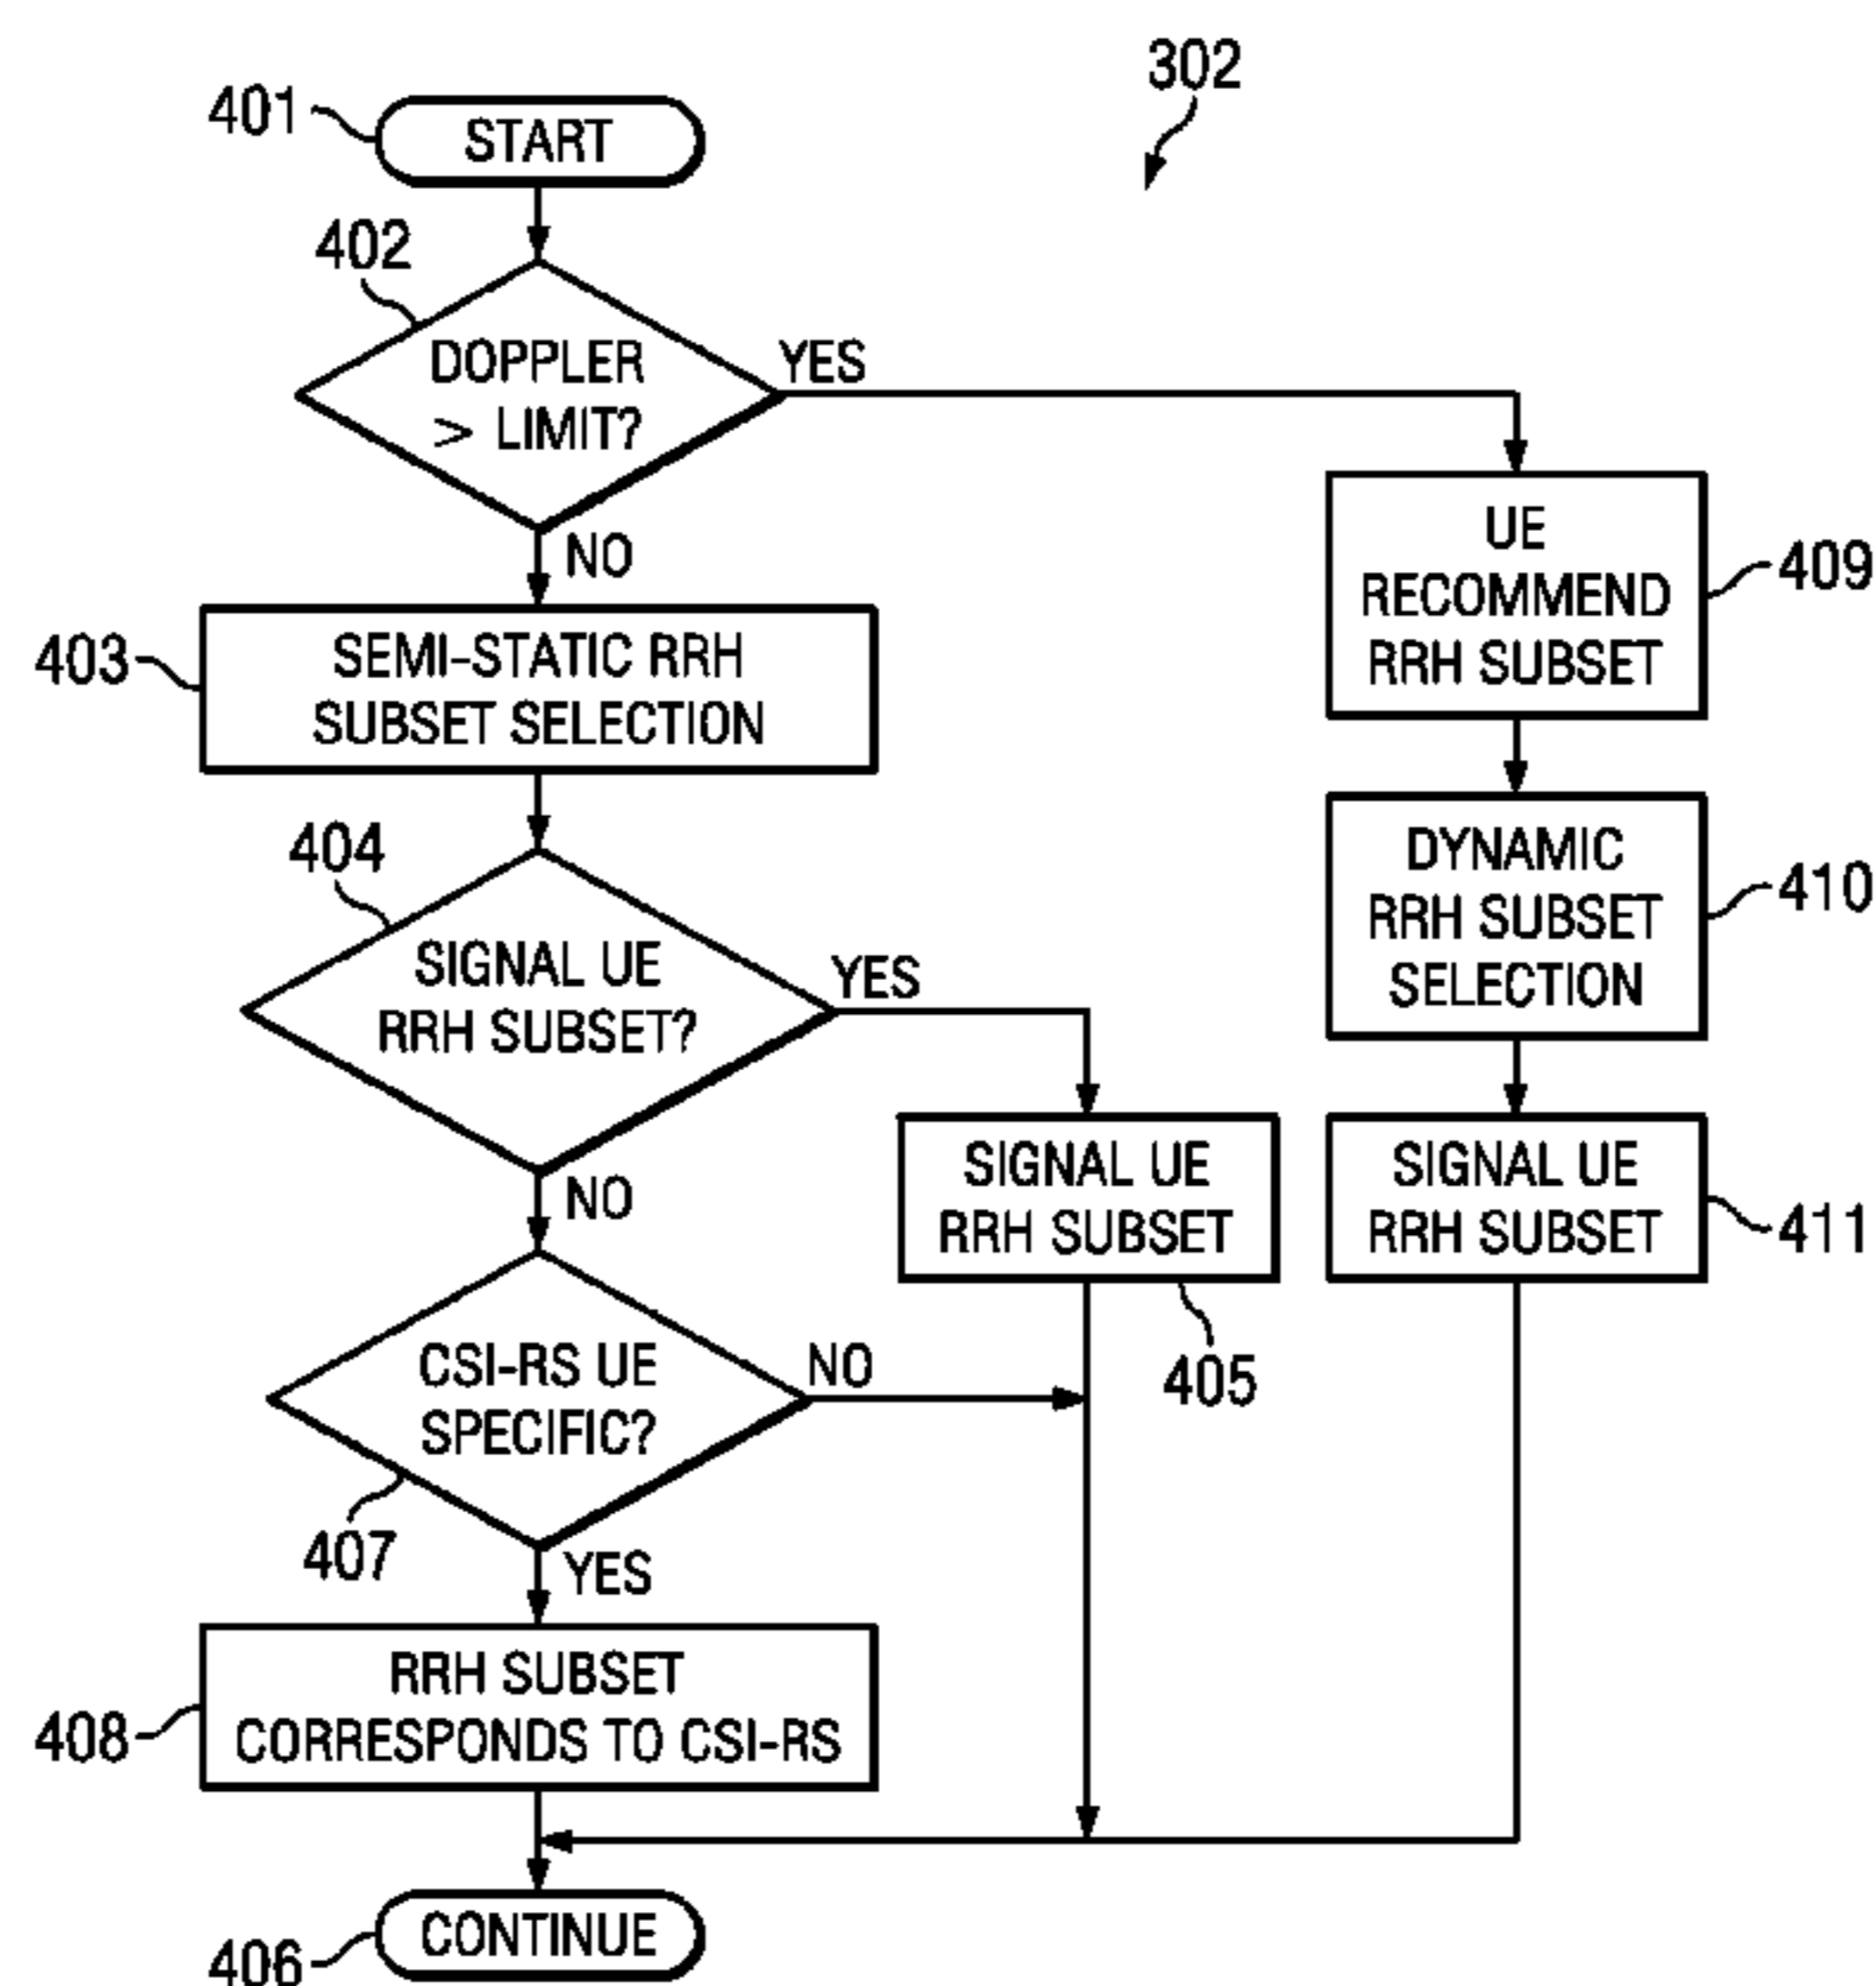 302
401
START
402
DOPPLER
> LIMIT?
YES
NO
UE
RECOMMEND
RRH SUBSET
409
403
SEMI-STATIC RRH
SUBSET SELECTION
DYNAMIC
RRH SUBSET
SELECTION
410
404
SIGNAL UE
RRH SUBSET?
YES
NO
SIGNAL UE
RRH SUBSET
405
SIGNAL UE
RRH SUBSET
411
CSI-RS UE
SPECIFIC?
NO
407
YES
RRH SUBSET
CORRESPONDS TO CSI-RS
408
CONTINUE
406